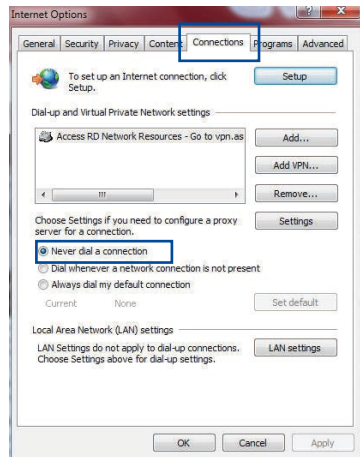 Internet Options
General Security Privacy Content Connections Programs Advanced
To set up an Internet connection, click Setup.
Setup
Dial-up and Virtual Private Network settings
Access RD Network Resources - Go to vpn.as
Add...
Add VPN...
Remove...
Choose Settings if you need to configure a proxy
server for a connection.
Settings
Never dial a connection
Dial whenever a network connection is not present
Always dial my default connection
Current None
Set default
Local Area Network (LAN) settings
LAN Settings do not apply to dial-up connections.
Choose Settings above for dial-up settings.
LAN settings
OK Cancel Apply